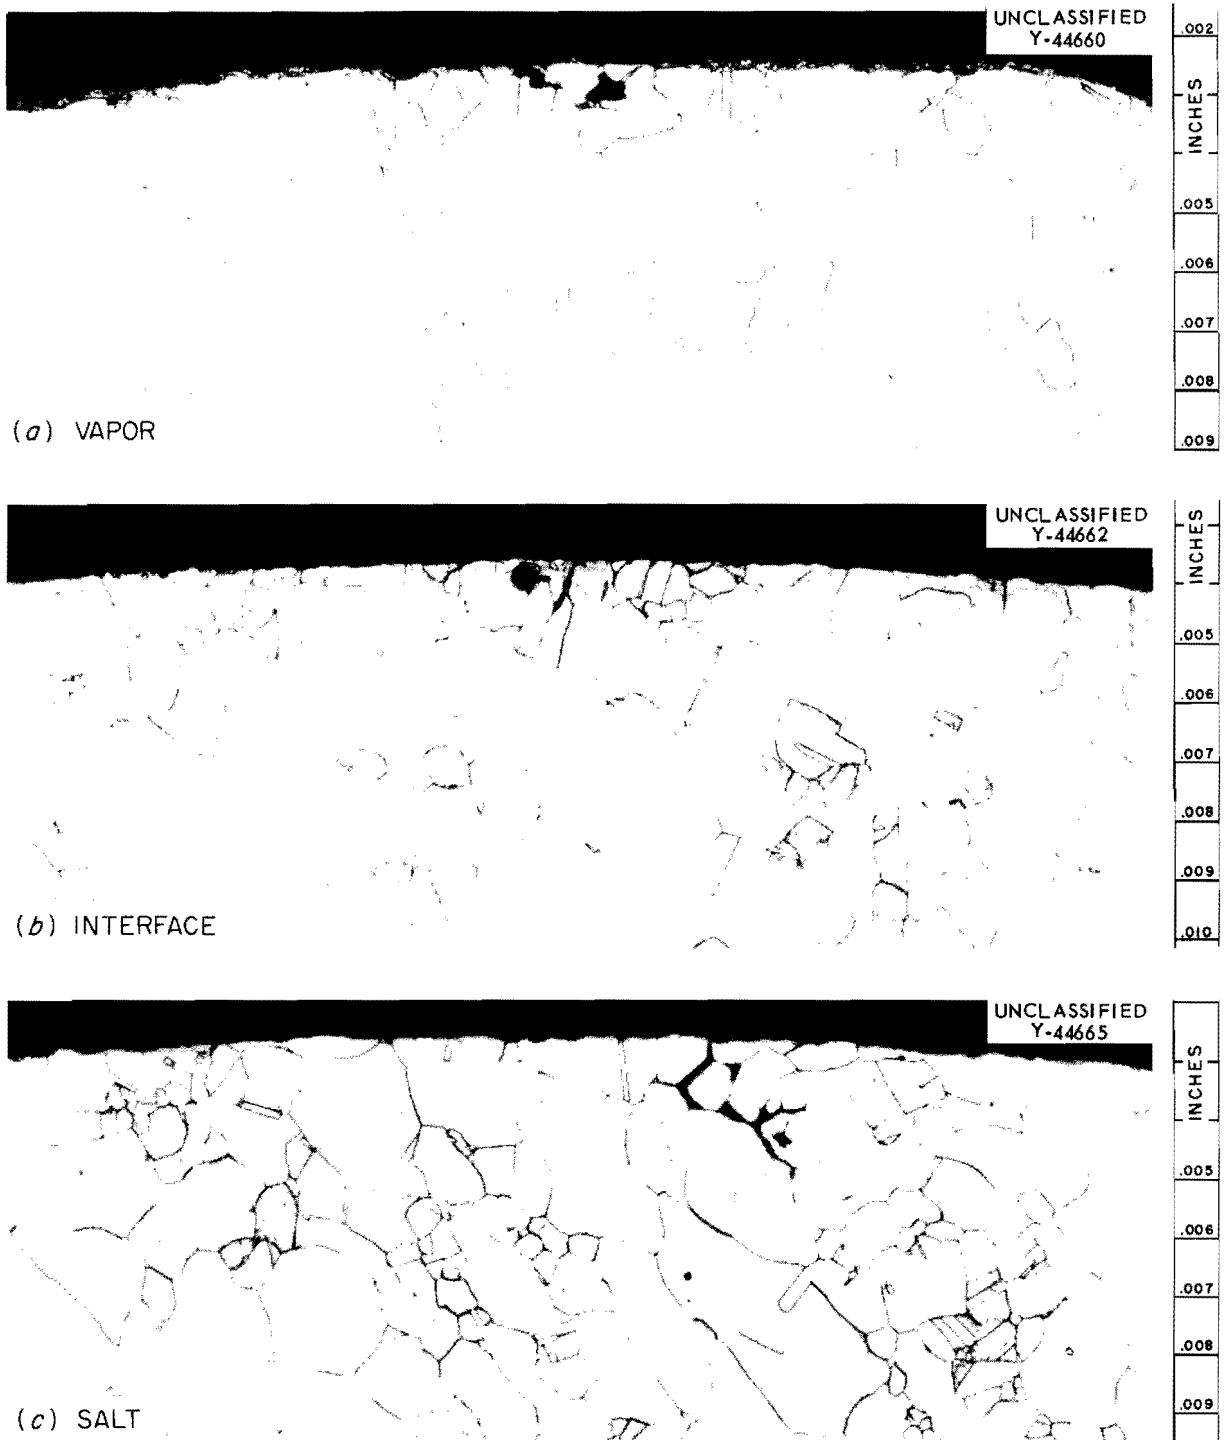 UNCLASSIFIED
Y-44660
.002
INCHES
.005
.006
.007
.008
.009
(a) VAPOR
UNCLASSIFIED
Y-44662
INCHES
.005
.006
.007
.008
.009
.010
(b) INTERFACE
UNCLASSIFIED
Y-44665
INCHES
.005
.006
.007
.008
.009
(c) SALT